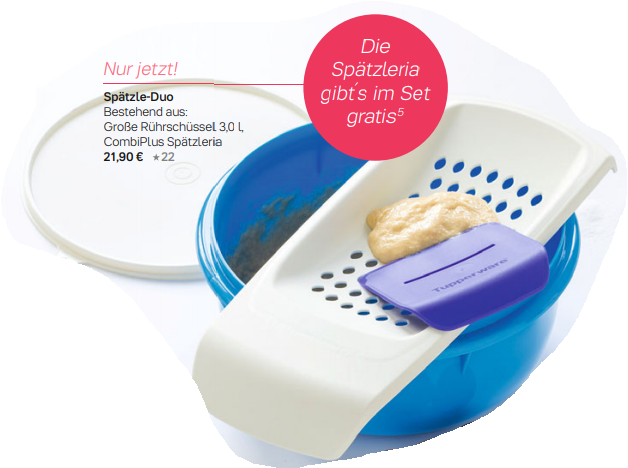 Nur jetzt!
Spätzle-Duo
Bestehend aus:
Große Rührschüssel 3,0 l,
CombiPlus Spätzleria
21,90 € ★22
Die
Spätzleria
gibt´s im Set
gratis⁵
Tupperware